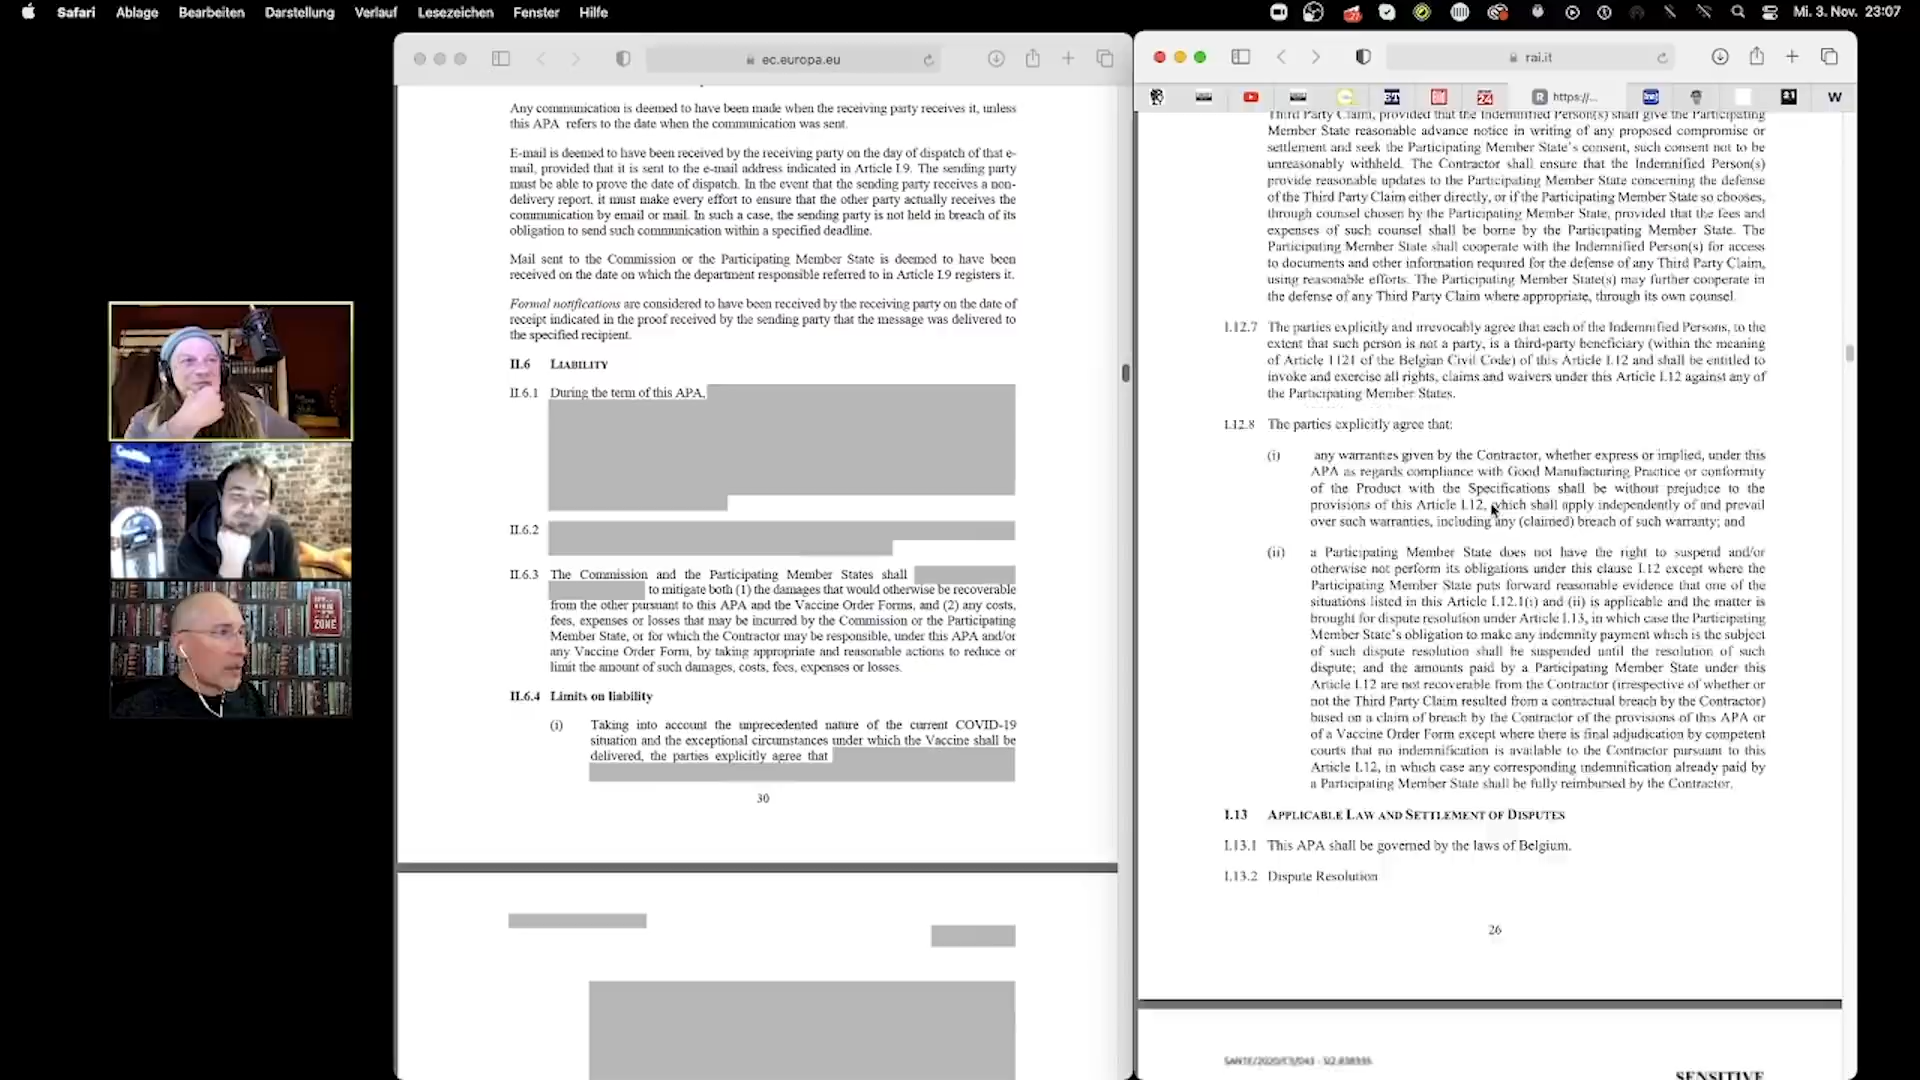 Safari Ablage Bearbeiten Darstellung Verlauf Lesezeichen Fenster Hilfe
Mi. 3. Nov. 23:07
ec.europa.eu
Any communication is deemed to have been made when the receiving party receives it, unless
this APA refers to the date when the communication was sent.
E-mail is deemed to have been received by the receiving party on the day of dispatch of that e-
mail, provided that it is sent to the e-mail address indicated in Article I.9. The sending party
must be able to prove the date of dispatch. In the event that the sending party receives a non-
delivery report, it must make every effort to ensure that the other party actually receives the
communication by email or mail. In such a case, the sending party is not held in breach of its
obligation to send such communication within a specified deadline.
Mail sent to the Commission or the Participating Member State is deemed to have been
received on the date on which the department responsible referred to in Article I.9 registers it.
Formal notifications are considered to have been received by the receiving party on the date of
receipt indicated in the proof received by the sending party that the message was delivered to
the specified recipient.
II.6 LIABILITY
II.6.1 During the term of this APA,
II.6.2
II.6.3 The Commission and the Participating Member States shall
to mitigate both (1) the damages that would otherwise be recoverable
from the other pursuant to this APA and the Vaccine Order Forms, and (2) any costs,
fees, expenses or losses that may be incurred by the Commission or the Participating
Member State, or for which the Contractor may be responsible, under this APA and/or
any Vaccine Order Form, by taking appropriate and reasonable actions to reduce or
limit the amount of such damages, costs, fees, expenses or losses.
II.6.4 Limits on liability
(i) Taking into account the unprecedented nature of the current COVID-19
situation and the exceptional circumstances under which the Vaccine shall be
delivered, the parties explicitly agree that
30
rai.it
https://...
W
Third Party Claim, provided that the Indemnified Person(s) shall give the Participating
Member State reasonable advance notice in writing of any proposed compromise or
settlement and seek the Participating Member State's consent, such consent not to be
unreasonably withheld. The Contractor shall ensure that the Indemnified Person(s)
provide reasonable updates to the Participating Member State concerning the defense
of the Third Party Claim either directly, or if the Participating Member State so chooses,
through counsel chosen by the Participating Member State, provided that the fees and
expenses of such counsel shall be borne by the Participating Member State. The
Participating Member State shall cooperate with the Indemnified Person(s) for access
to documents and other information required for the defense of any Third Party Claim,
using reasonable efforts. The Participating Member State(s) may further cooperate in
the defense of any Third Party Claim where appropriate, through its own counsel.
I.12.7 The parties explicitly and irrevocably agree that each of the Indemnified Persons, to the
extent that such person is not a party, is a third-party beneficiary (within the meaning
of Article 1121 of the Belgian Civil Code) of this Article I.12 and shall be entitled to
invoke and exercise all rights, claims and waivers under this Article I.12 against any of
the Participating Member States.
I.12.8 The parties explicitly agree that:
(i) any warranties given by the Contractor, whether express or implied, under this
APA as regards compliance with Good Manufacturing Practice or conformity
of the Product with the Specifications shall be without prejudice to the
provisions of this Article I.12, which shall apply independently of and prevail
over such warranties, including any (claimed) breach of such warranty; and
(ii) a Participating Member State does not have the right to suspend and/or
otherwise not perform its obligations under this clause I.12 except where the
Participating Member State puts forward reasonable evidence that one of the
situations listed in this Article I.12.1(i) and (ii) is applicable and the matter is
brought for dispute resolution under Article I.13, in which case the Participating
Member State's obligation to make any indemnity payment which is the subject
of such dispute resolution shall be suspended until the resolution of such
dispute; and the amounts paid by a Participating Member State under this
Article I.12 are not recoverable from the Contractor (irrespective of whether or
not the Third Party Claim resulted from a contractual breach by the Contractor)
based on a claim of breach by the Contractor of the provisions of this APA or
of a Vaccine Order Form except where there is final adjudication by competent
courts that no indemnification is available to the Contractor pursuant to this
Article I.12, in which case any corresponding indemnification already paid by
a Participating Member State shall be fully reimbursed by the Contractor.
I.13 APPLICABLE LAW AND SETTLEMENT OF DISPUTES
I.13.1 This APA shall be governed by the laws of Belgium.
I.13.2 Dispute Resolution
26
SENSITIVE